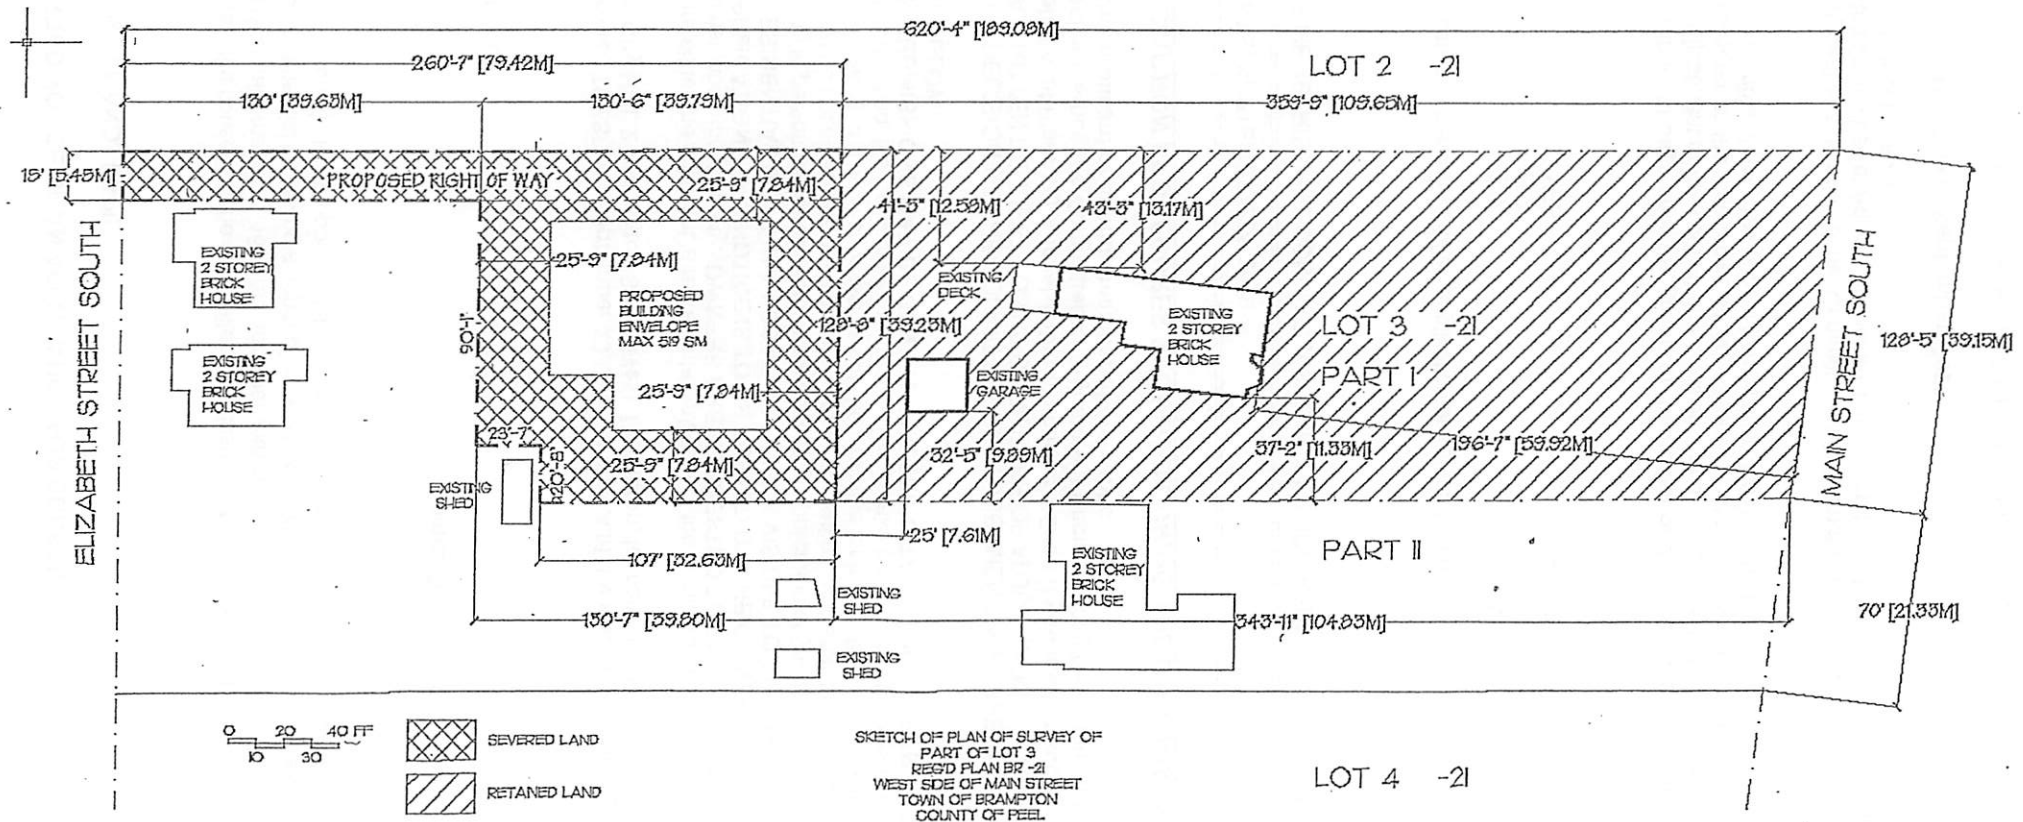 620'-4" [189.09M]
260'-7" [79.42M]
LOT 2 -21
130' [39.63M]
130'-6" [39.79M]
359'-9" [109.65M]
18' [5.45M]
PROPOSED RIGHT OF WAY
25'-9" [7.84M]
41'-3" [12.59M]
43'-3" [13.17M]
ELIZABETH STREET SOUTH
EXISTING
2 STOREY
BRICK
HOUSE
25'-9" [7.84M]
PROPOSED
BUILDING
ENVELOPE
MAX 519 SM
90'-1"
128'-8" [39.23M]
EXISTING
DECK
EXISTING
2 STOREY
BRICK
HOUSE
LOT 3 -21
PART I
MAIN STREET SOUTH
128'-5" [39.15M]
EXISTING
2 STOREY
BRICK
HOUSE
25'-9" [7.84M]
EXISTING
GARAGE
23'-7"
120'-8"
25'-9" [7.84M]
32'-5" [9.89M]
37'-2" [11.33M]
196'-7" [59.92M]
EXISTING
SHED
25' [7.61M]
107' [32.63M]
EXISTING
2 STOREY
BRICK
HOUSE
PART II
EXISTING
SHED
130'-7" [39.80M]
343'-11" [104.83M]
70' [21.33M]
EXISTING
SHED
0 20 40 FT
10 30
SEVERED LAND
RETAINED LAND
SKETCH OF PLAN OF SURVEY OF
PART OF LOT 3
REG'D PLAN BR -21
WEST SIDE OF MAIN STREET
TOWN OF BRAMPTON
COUNTY OF PEEL
LOT 4 -21